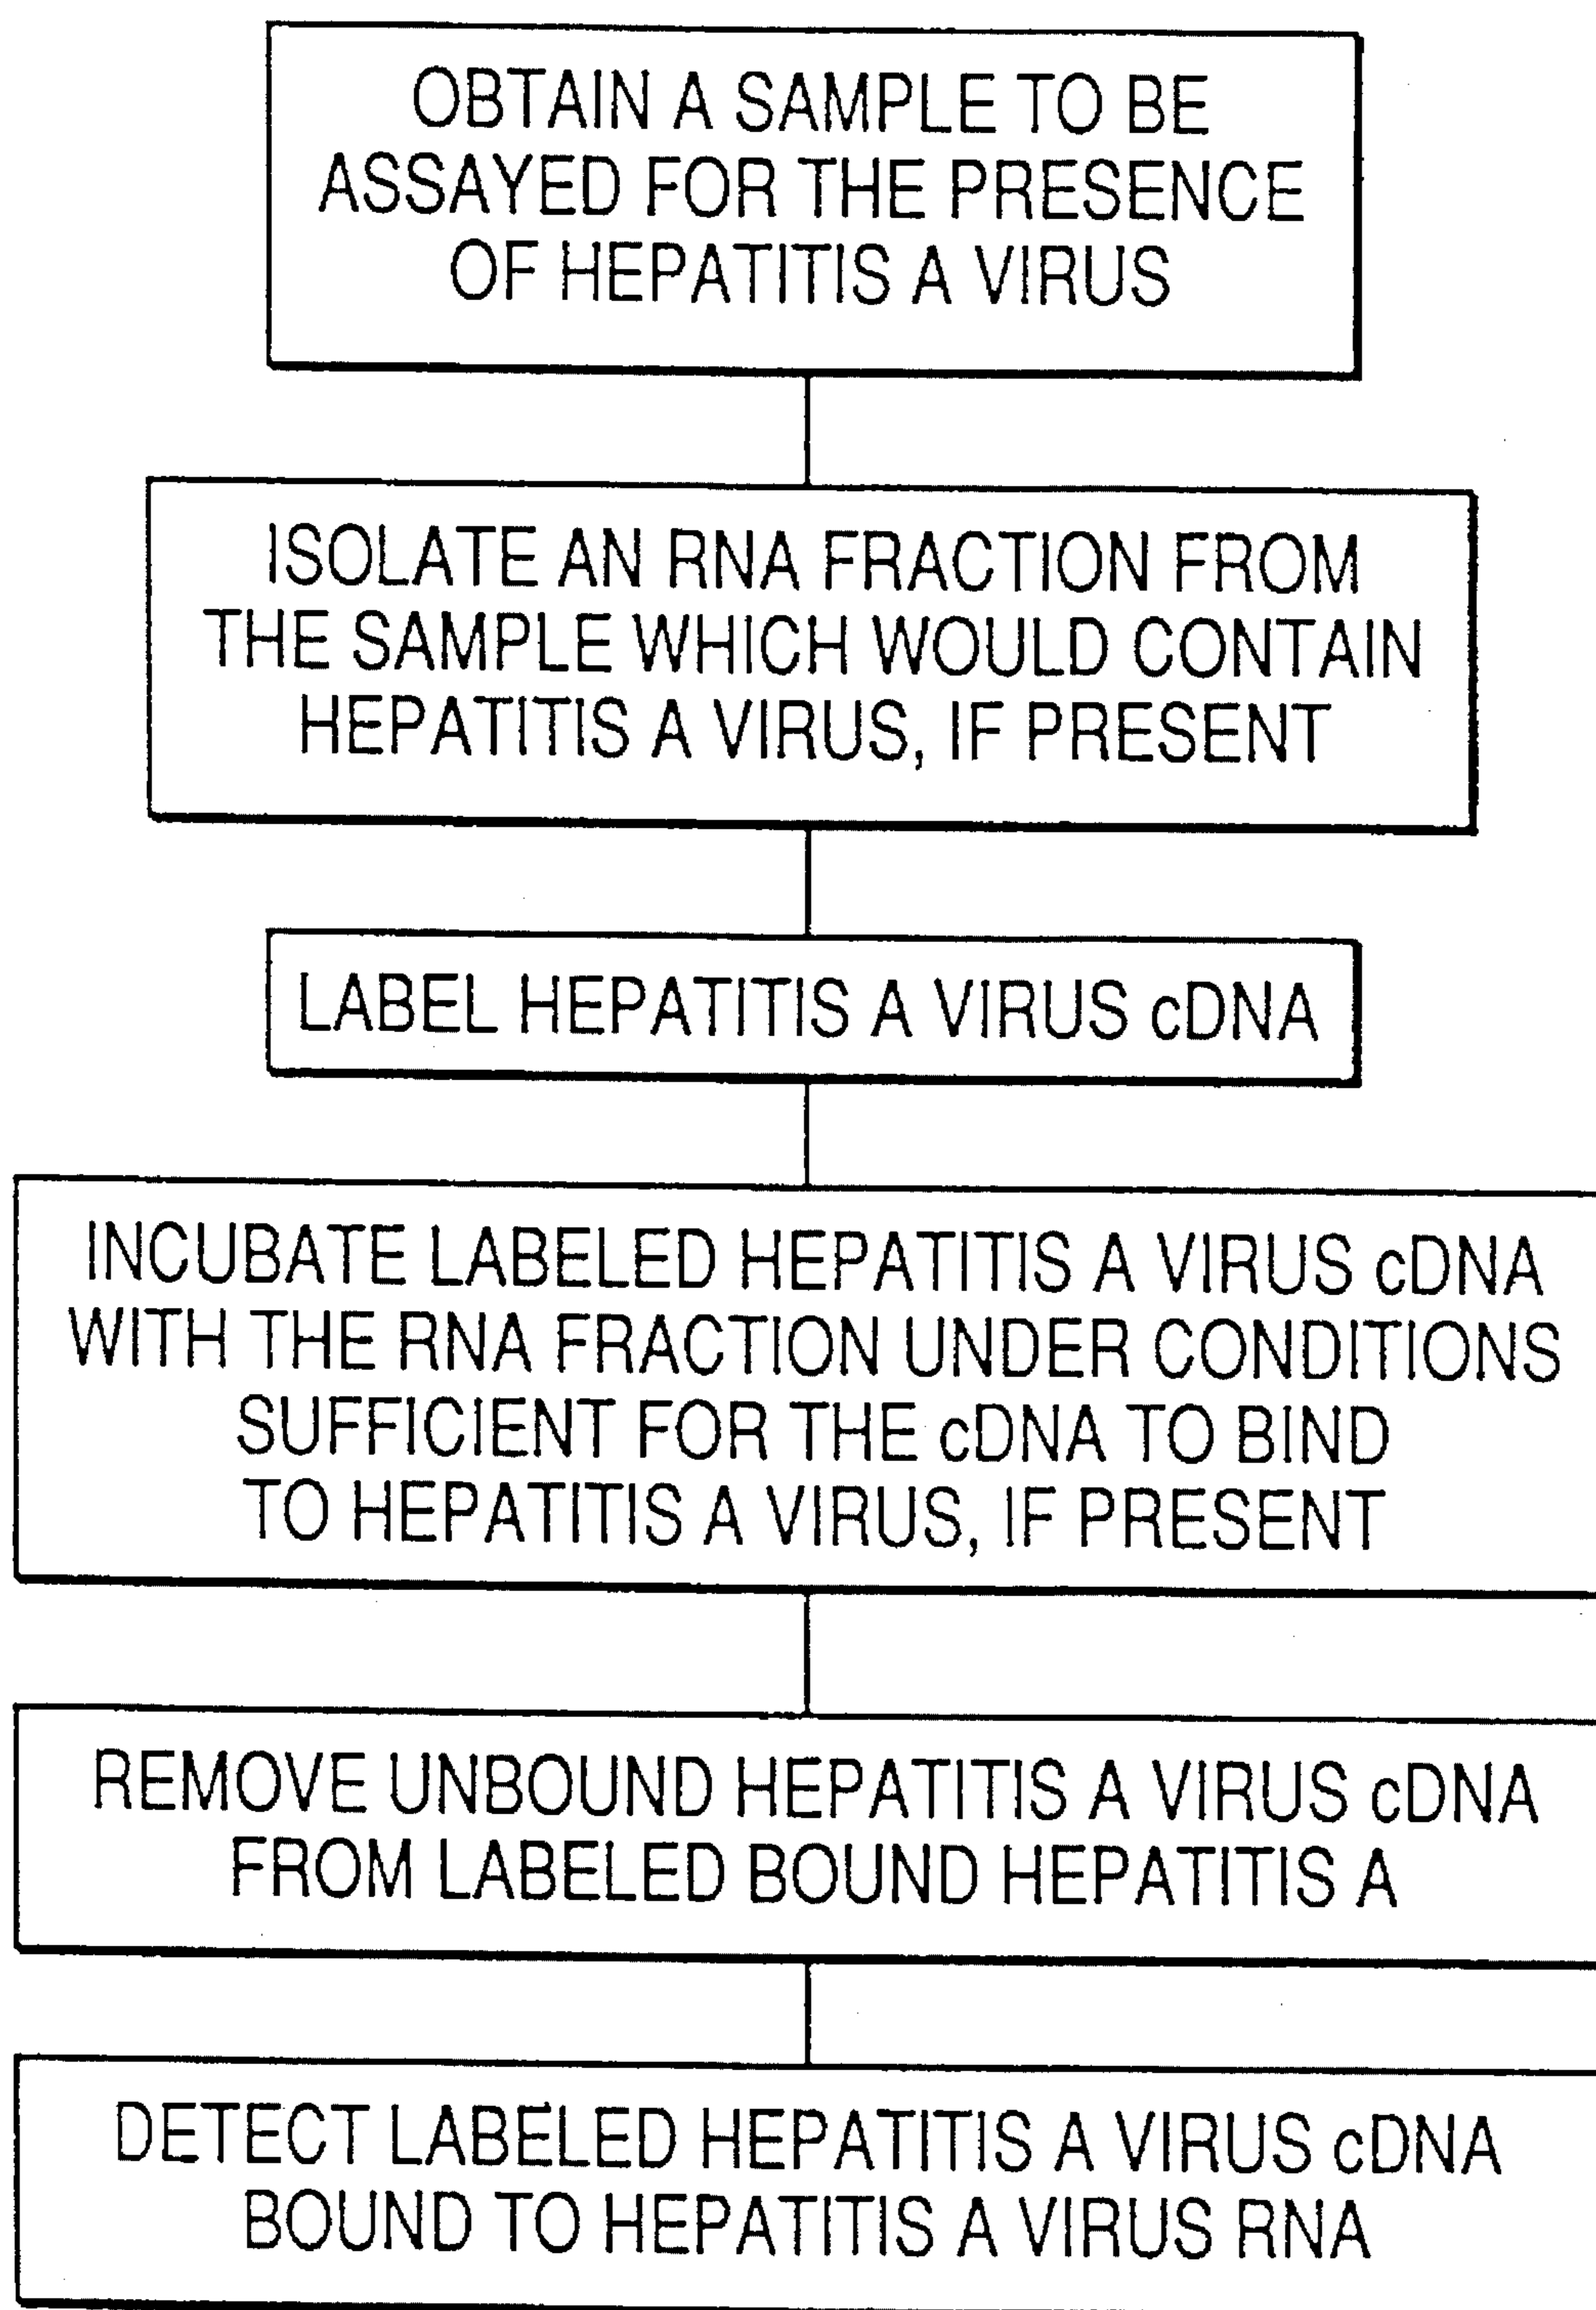 OBTAIN A SAMPLE TO BE
ASSAYED FOR THE PRESENCE
OF HEPATITIS A VIRUS
ISOLATE AN RNA FRACTION FROM
THE SAMPLE WHICH WOULD CONTAIN
HEPATITIS A VIRUS, IF PRESENT
LABEL HEPATITIS A VIRUS cDNA
INCUBATE LABELED HEPATITIS A VIRUS cDNA
WITH THE RNA FRACTION UNDER CONDITIONS
SUFFICIENT FOR THE cDNA TO BIND
TO HEPATITIS A VIRUS, IF PRESENT
REMOVE UNBOUND HEPATITIS A VIRUS cDNA
FROM LABELED BOUND HEPATITIS A
DETECT LABELED HEPATITIS A VIRUS cDNA
BOUND TO HEPATITIS A VIRUS RNA